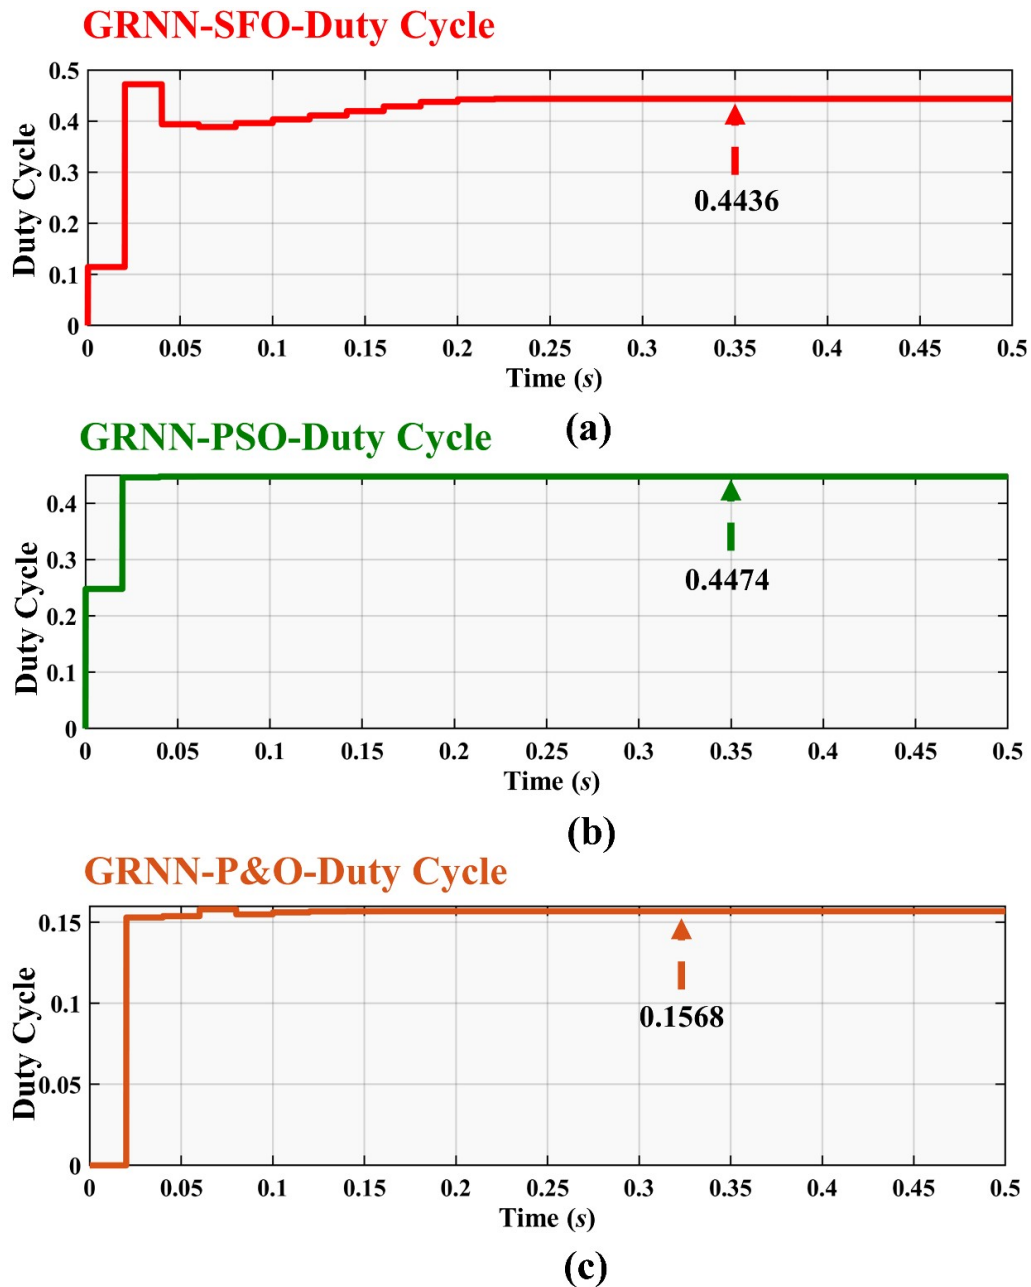 GRNN-SFO-Duty Cycle
0.5
0.4
0.3
0.2
0.1
0
Duty Cycle
0.4436
0 0.05 0.1 0.15 0.2 0.25 0.3 0.35 0.4 0.45 0.5
Time (s)
(a)
GRNN-PSO-Duty Cycle
0.4
0.3
0.2
0.1
0
Duty Cycle
0.4474
0 0.05 0.1 0.15 0.2 0.25 0.3 0.35 0.4 0.45 0.5
Time (s)
(b)
GRNN-P&O-Duty Cycle
0.15
0.1
0.05
0
Duty Cycle
0.1568
0 0.05 0.1 0.15 0.2 0.25 0.3 0.35 0.4 0.45 0.5
Time (s)
(c)